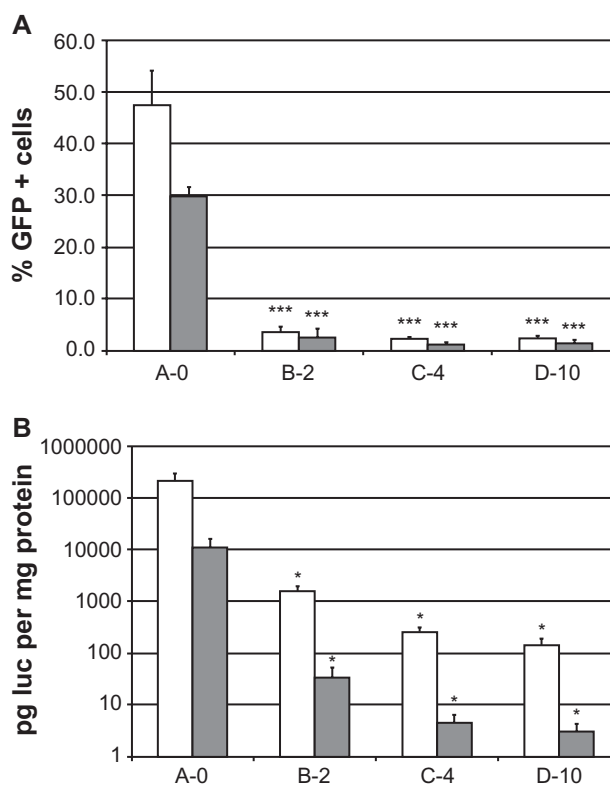 A
% GFP + cells
60.0
50.0
40.0
30.0
20.0
10.0
0.0
*** *** *** *** *** ***
A-0 B-2 C-4 D-10
B
pg luc per mg protein
1000000
100000
10000
1000
100
10
1
* * * * * *
A-0 B-2 C-4 D-10